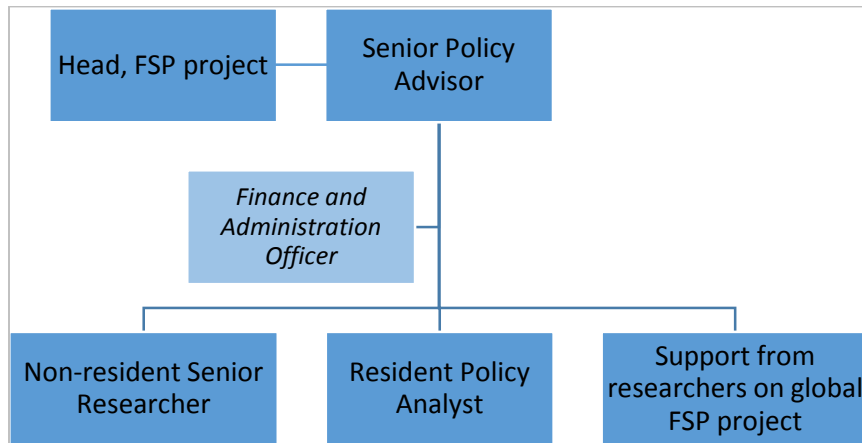 Head, FSP project
Senior Policy
Advisor
Finance and
Administration
Officer
Non-resident Senior
Researcher
Resident Policy
Analyst
Support from
researchers on global
FSP project